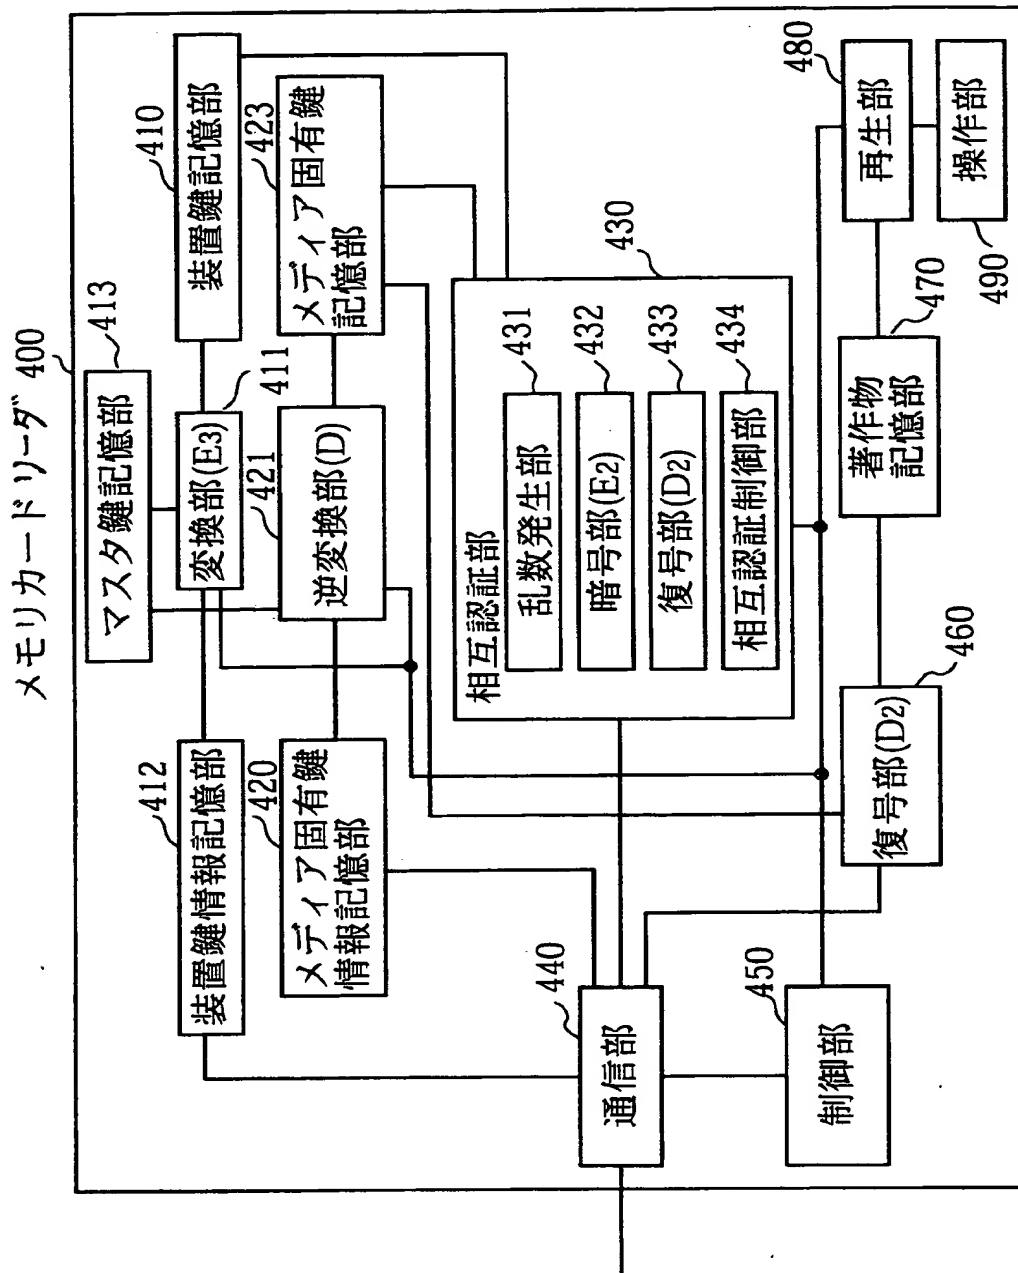 メモリカードリーダ 400
マスタ鍵記憶部
413
装置鍵情報記憶部
412
変換部(E3)
411
装置鍵記憶部
410
メディア固有鍵
情報記憶部
420
逆変換部(D)
421
メディア固有鍵
記憶部
423
相互認証部
430
乱数発生部
431
暗号部(E2)
432
復号部(D2)
433
相互認証制御部
434
通信部
440
制御部
450
復号部(D2)
460
著作物
記憶部
470
再生部
480
操作部
490